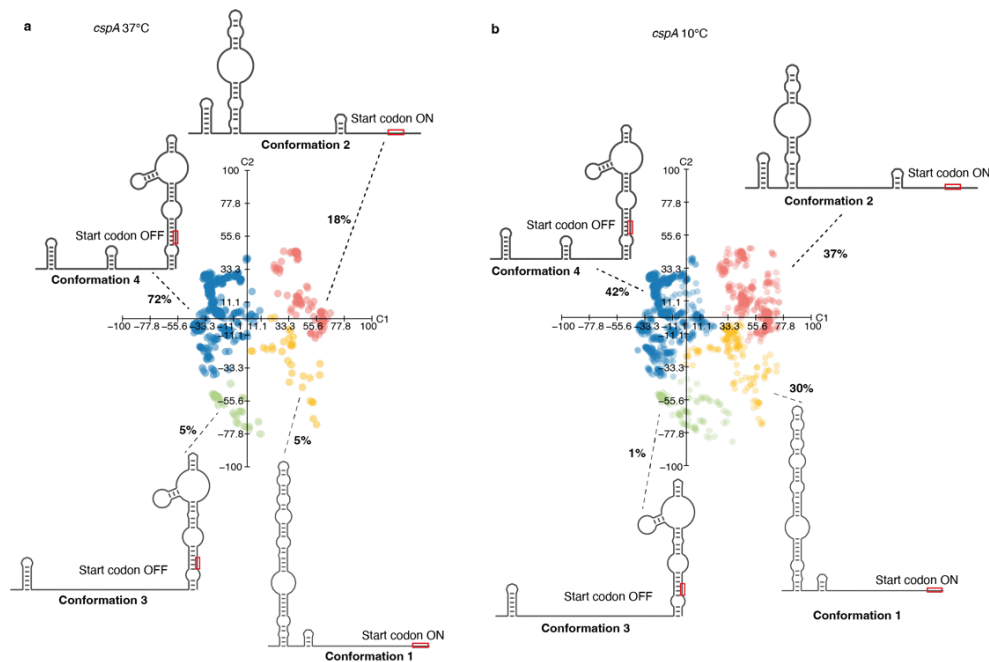 a
cspA 37°C
Start codon ON
Conformation 2
C2
100
77.8
55.6
33.3
11.1
-11.1
-33.3
-55.6
-77.8
-100
18%
Start codon OFF
Conformation 4
72%
-100 -77.8 -55.6 -33.3 -11.1 11.1 33.3 55.6 77.8 100
C1
5%
5%
Start codon OFF
Conformation 3
Start codon ON
Conformation 1
b
cspA 10°C
Start codon ON
Conformation 2
C2
100
77.8
55.6
33.3
11.1
-11.1
-33.3
-55.6
-77.8
-100
37%
Start codon OFF
Conformation 4
42%
-100 -77.8 -55.6 -33.3 -11.1 11.1 33.3 55.6 77.8 100
C1
30%
1%
Start codon OFF
Conformation 3
Start codon ON
Conformation 1